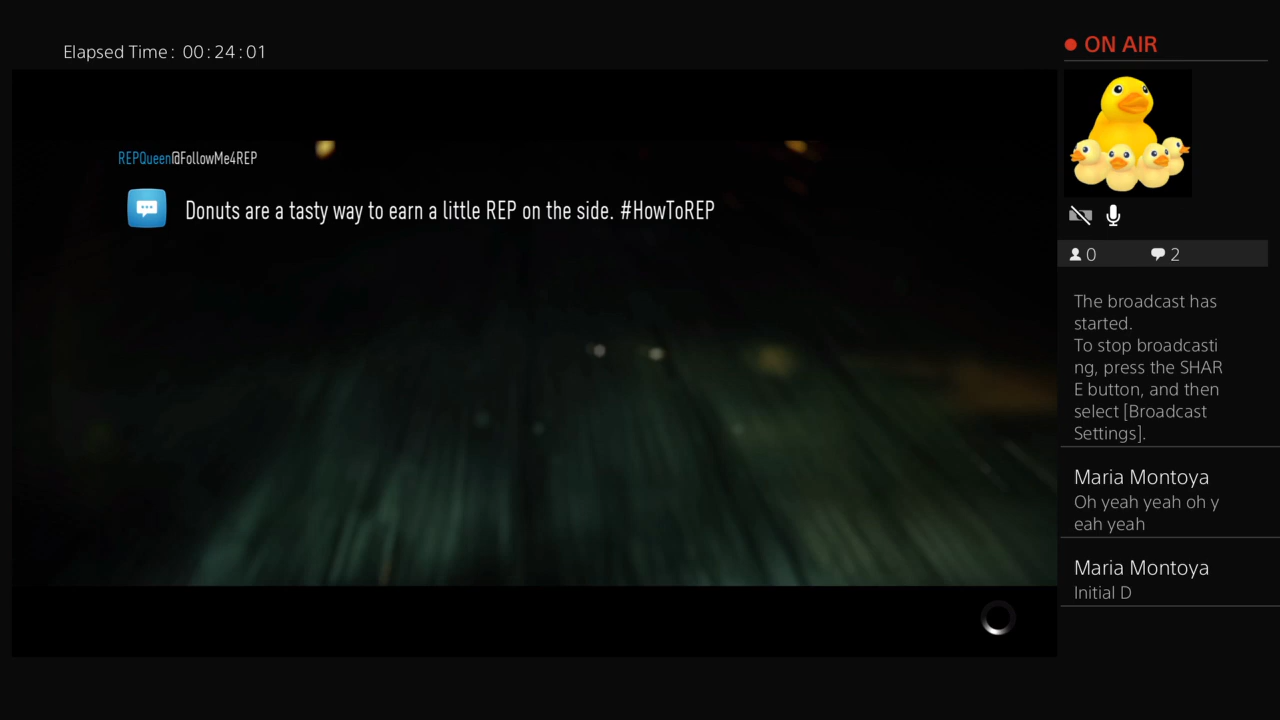 Elapsed Time: 00:24:01
ON AIR
REPQueen@FollowMe4REP
Donuts are a tasty way to earn a little REP on the side. #HowToREP
0
2
The broadcast has
started.
To stop broadcasti
ng, press the SHAR
E button, and then
select [Broadcast
Settings].
Maria Montoya
Oh yeah yeah oh y
eah yeah
Maria Montoya
Initial D